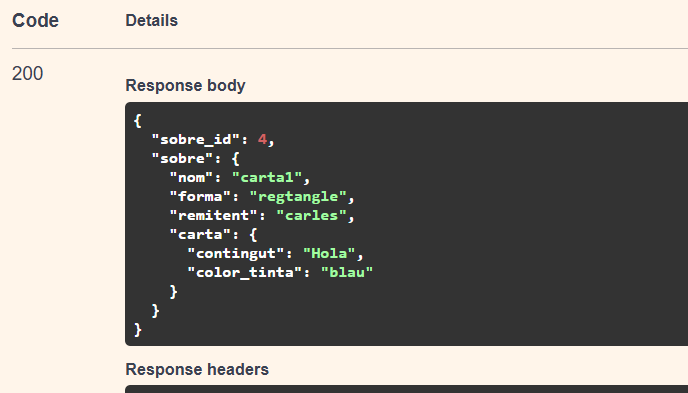 Code Details
200
Response body
{
  "sobre_id": 4,
  "sobre": {
    "nom": "carta1",
    "forma": "regtangle",
    "remitent": "carles",
    "carta": {
      "contingut": "Hola",
      "color_tinta": "blau"
    }
  }
}
Response headers